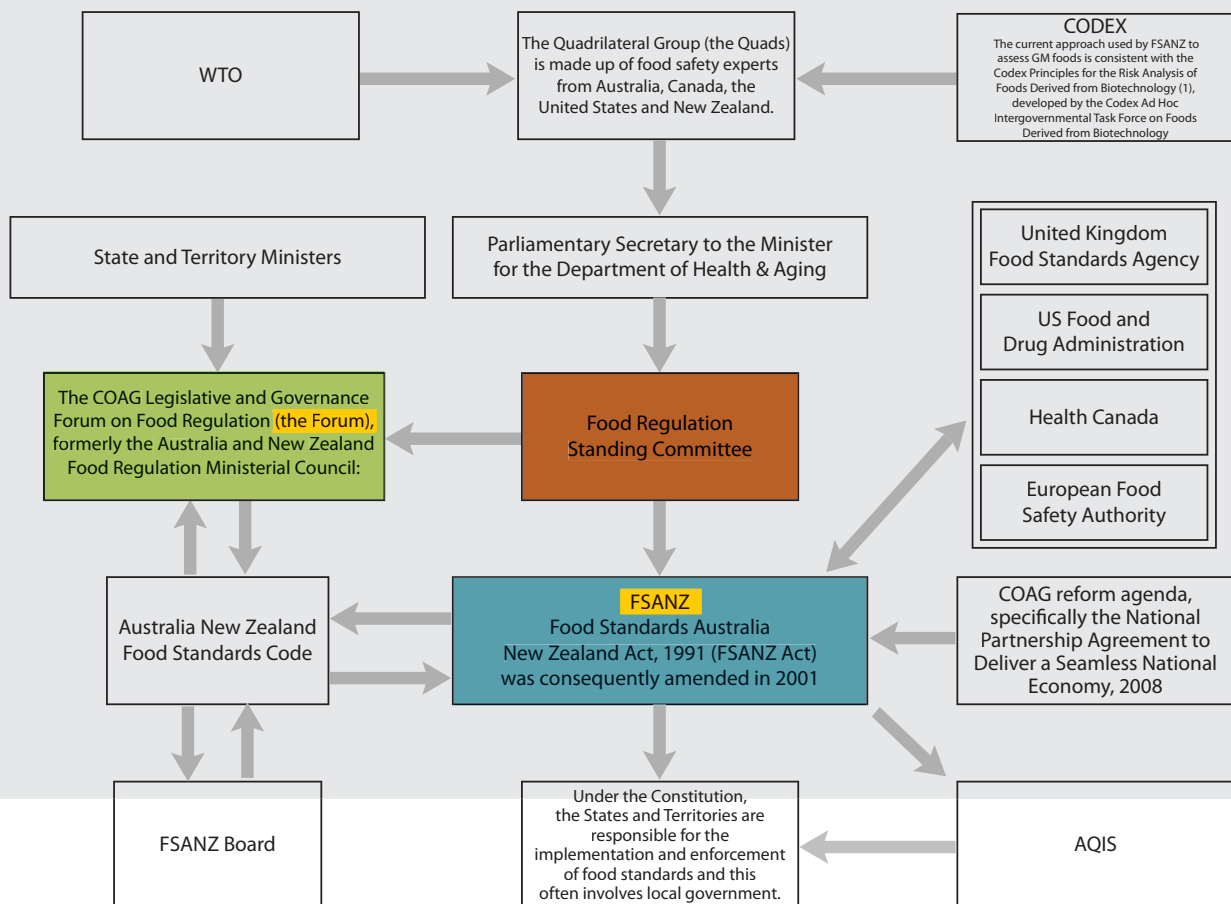 WTO
The Quadrilateral Group (the Quads)
is made up of food safety experts
from Australia, Canada, the
United States and New Zealand.
CODEX
The current approach used by FSANZ to
assess GM foods is consistent with the
Codex Principles for the Risk Analysis of
Foods Derived from Biotechnology (1),
developed by the Codex Ad Hoc
Intergovernmental Task Force on Foods
Derived from Biotechnology
State and Territory Ministers
Parliamentary Secretary to the Minister
for the Department of Health & Aging
United Kingdom
Food Standards Agency
US Food and
Drug Administration
Health Canada
European Food
Safety Authority
The COAG Legislative and Governance
Forum on Food Regulation (the Forum),
formerly the Australia and New Zealand
Food Regulation Ministerial Council:
Food Regulation
Standing Committee
Australia New Zealand
Food Standards Code
FSANZ
Food Standards Australia
New Zealand Act, 1991 (FSANZ Act)
was consequently amended in 2001
COAG reform agenda,
specifically the National
Partnership Agreement to
Deliver a Seamless National
Economy, 2008
FSANZ Board
Under the Constitution,
the States and Territories are
responsible for the
implementation and enforcement
of food standards and this
often involves local government.
AQIS